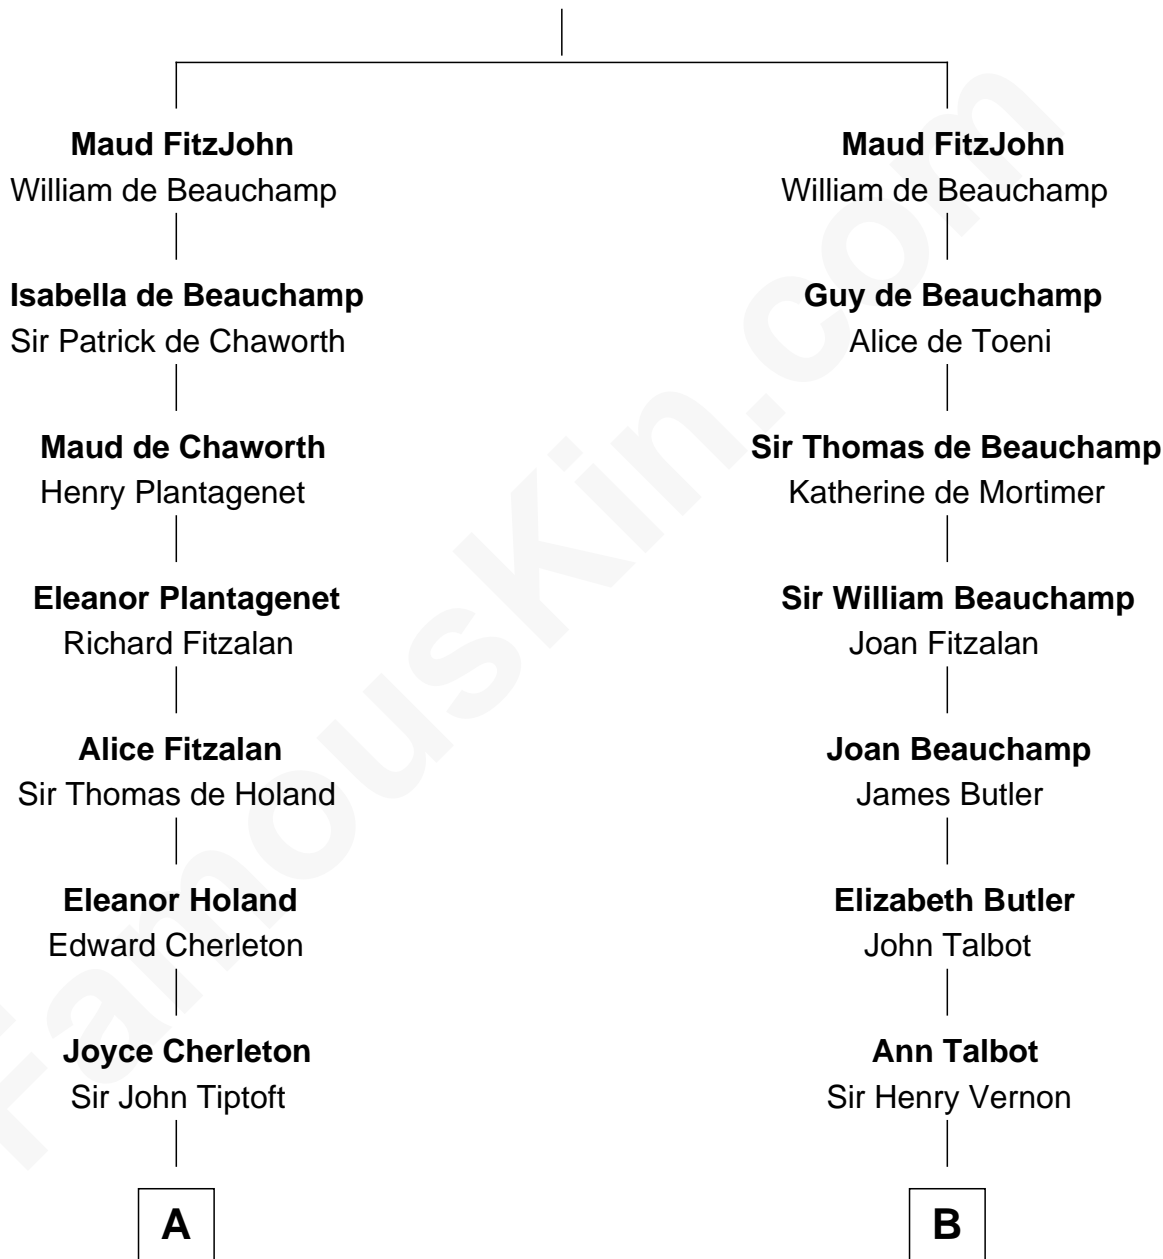 Maud FitzJohn
William de Beauchamp
Isabella de Beauchamp
Sir Patrick de Chaworth
Maud de Chaworth
Henry Plantagenet
Eleanor Plantagenet
Richard Fitzalan
Alice Fitzalan
Sir Thomas de Holand
Eleanor Holand
Edward Cherleton
Joyce Cherleton
Sir John Tiptoft
A
Maud FitzJohn
William de Beauchamp
Guy de Beauchamp
Alice de Toeni
Sir Thomas de Beauchamp
Katherine de Mortimer
Sir William Beauchamp
Joan Fitzalan
Joan Beauchamp
James Butler
Elizabeth Butler
John Talbot
Ann Talbot
Sir Henry Vernon
B
FamousKin.com